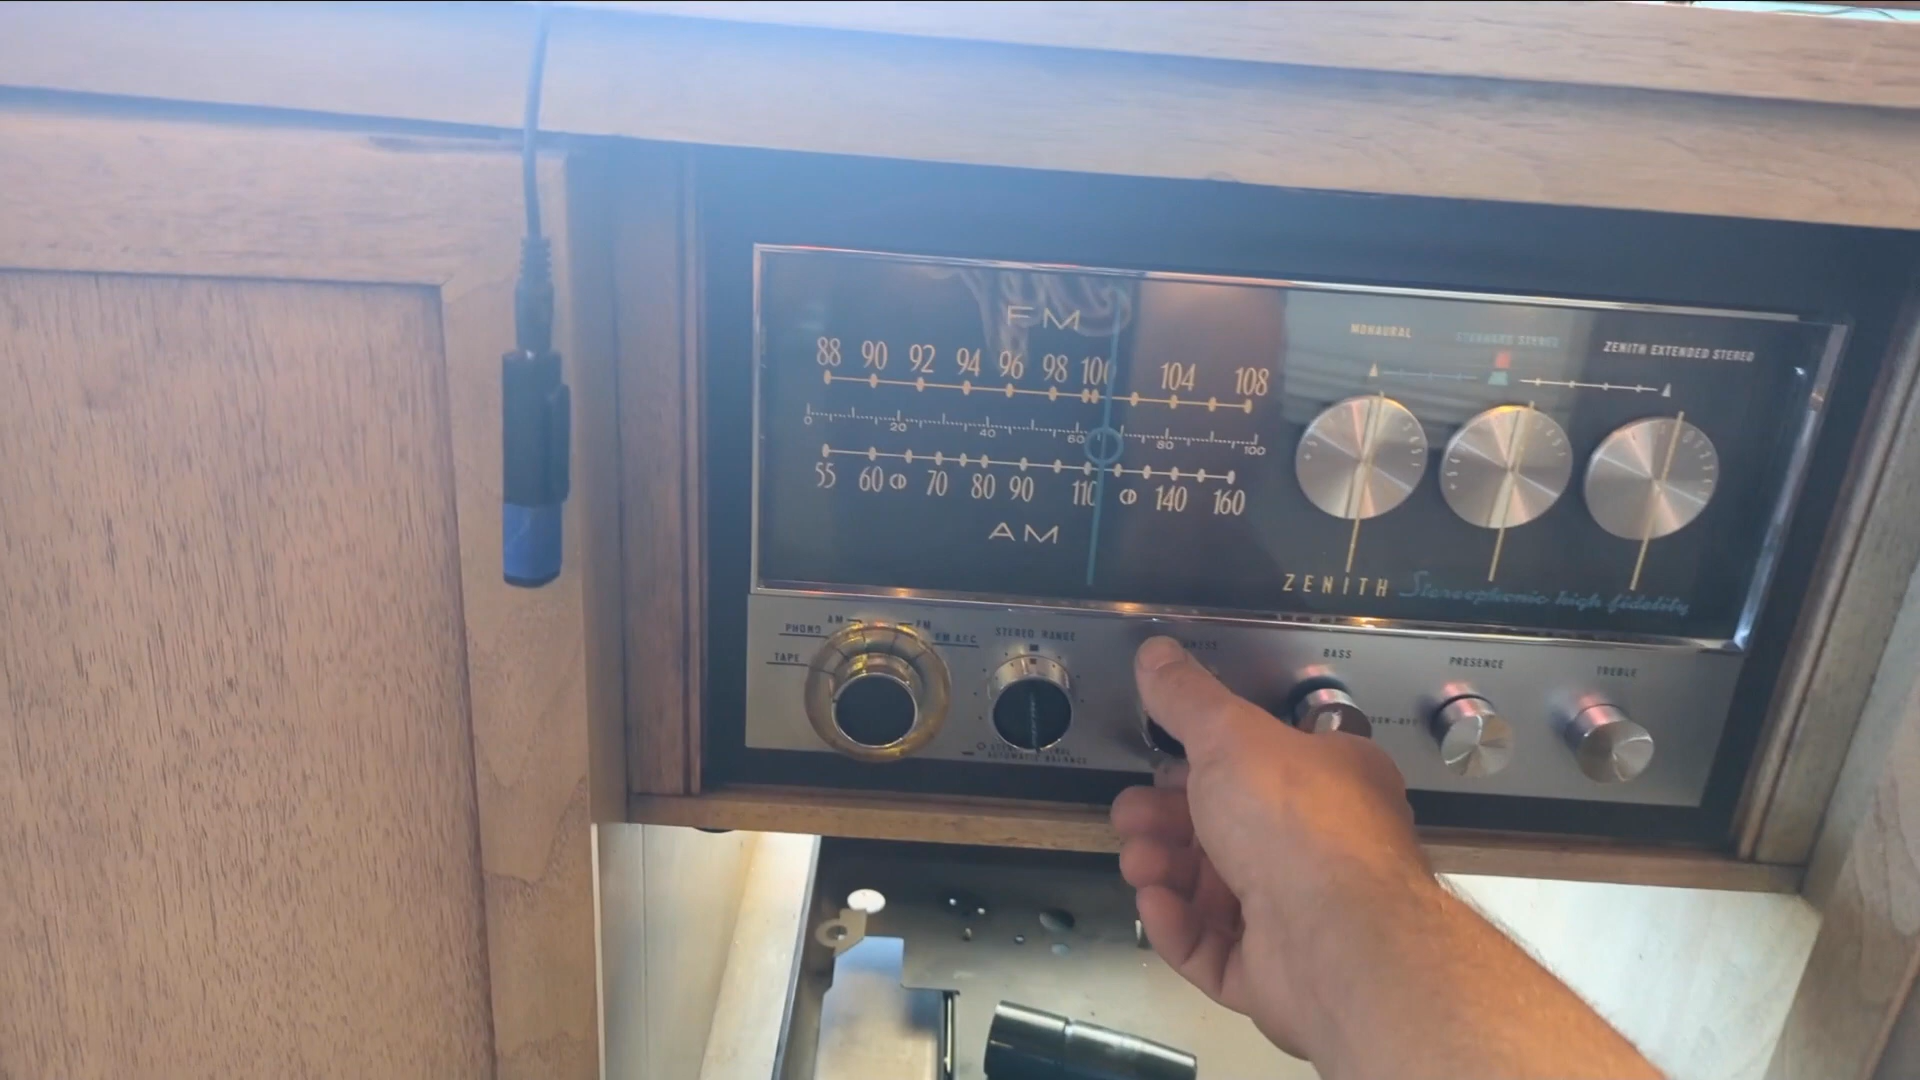 FM
88 90 92 94 96 98 100 104 108
0 20 40 60 80 100
55 60 70 80 90 110 140 160
AM
MONAURAL
STANDARD STEREO
ZENITH EXTENDED STEREO
ZENITH Stereophonic high fidelity
AM
FM
PHONO
FM A.F.C.
TAPE
STEREO RANGE
AUTOMATIC BALANCE
BASS
PRESENCE
TREBLE